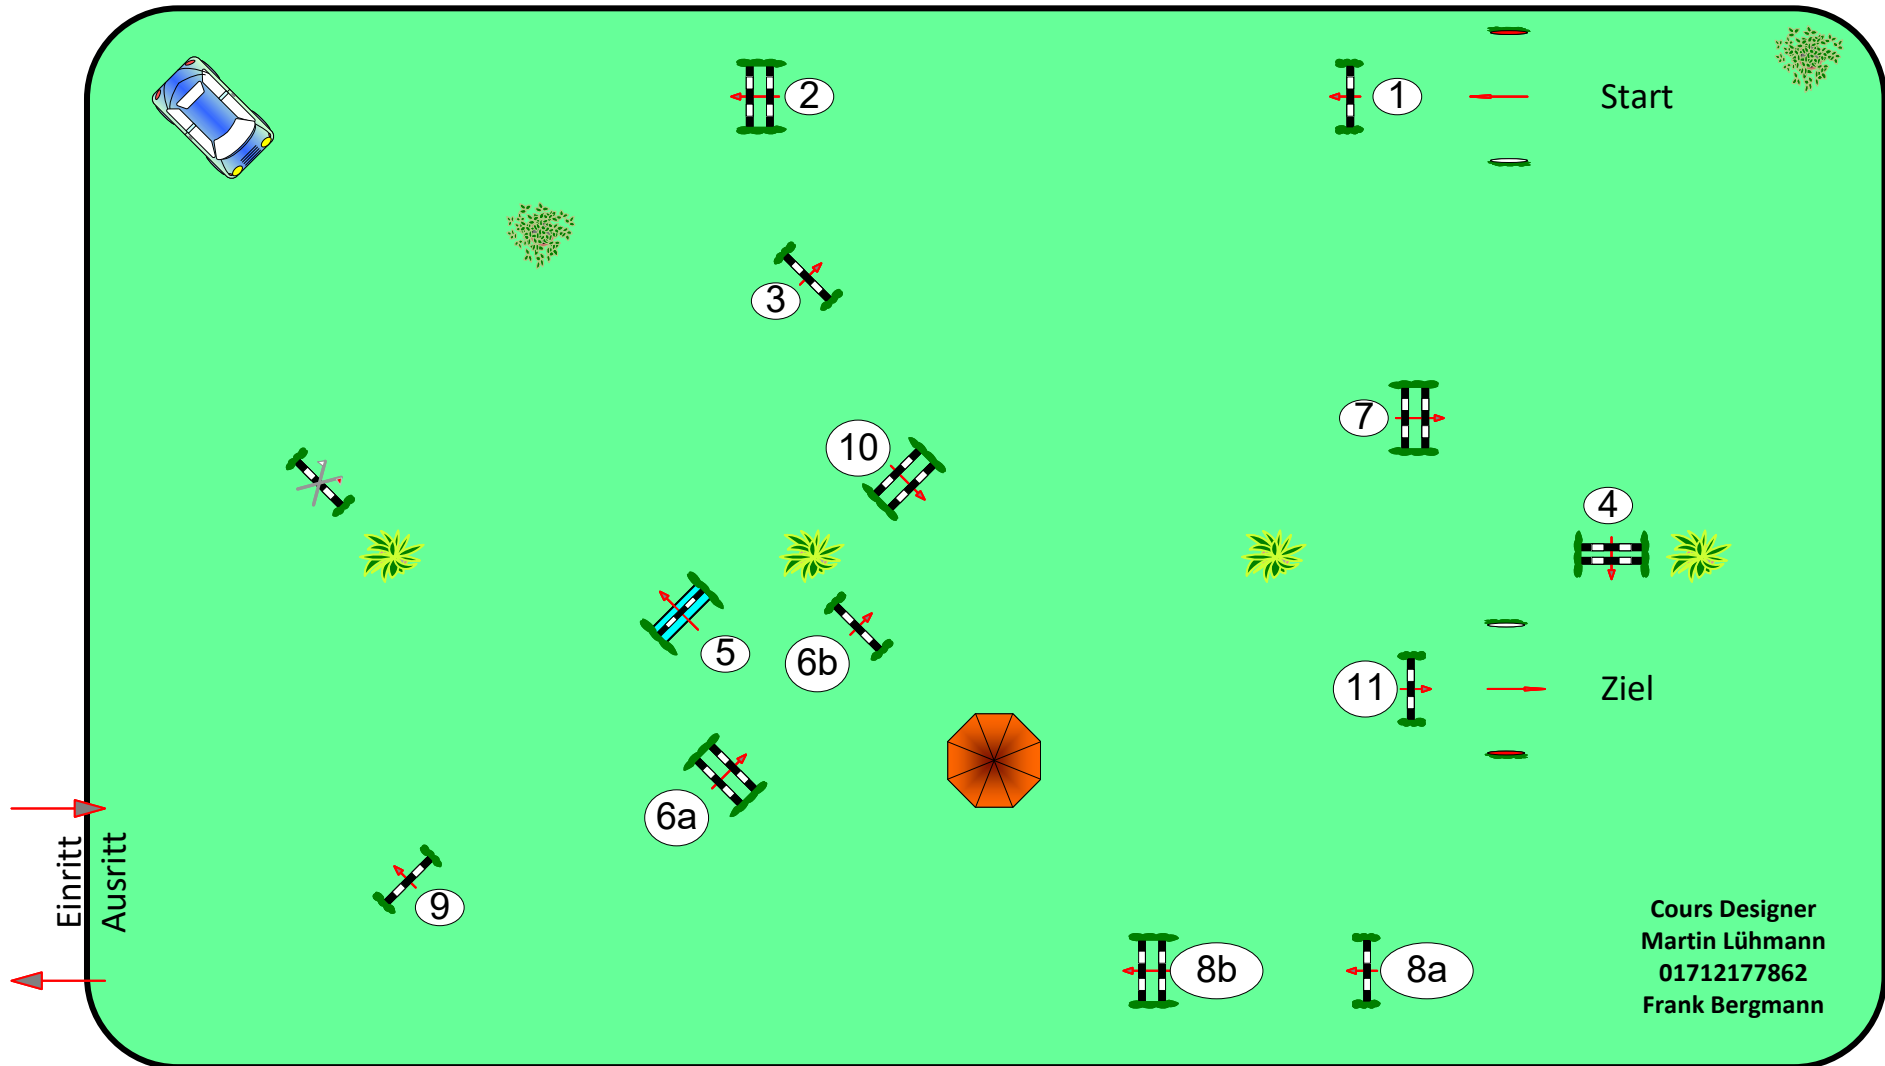 2
1
Start
3
7
10
4
5
6b
11
Ziel
6a
Einritt
Ausritt
9
8b
8a
Cours Designer
Martin Lühmann
01712177862
Frank Bergmann